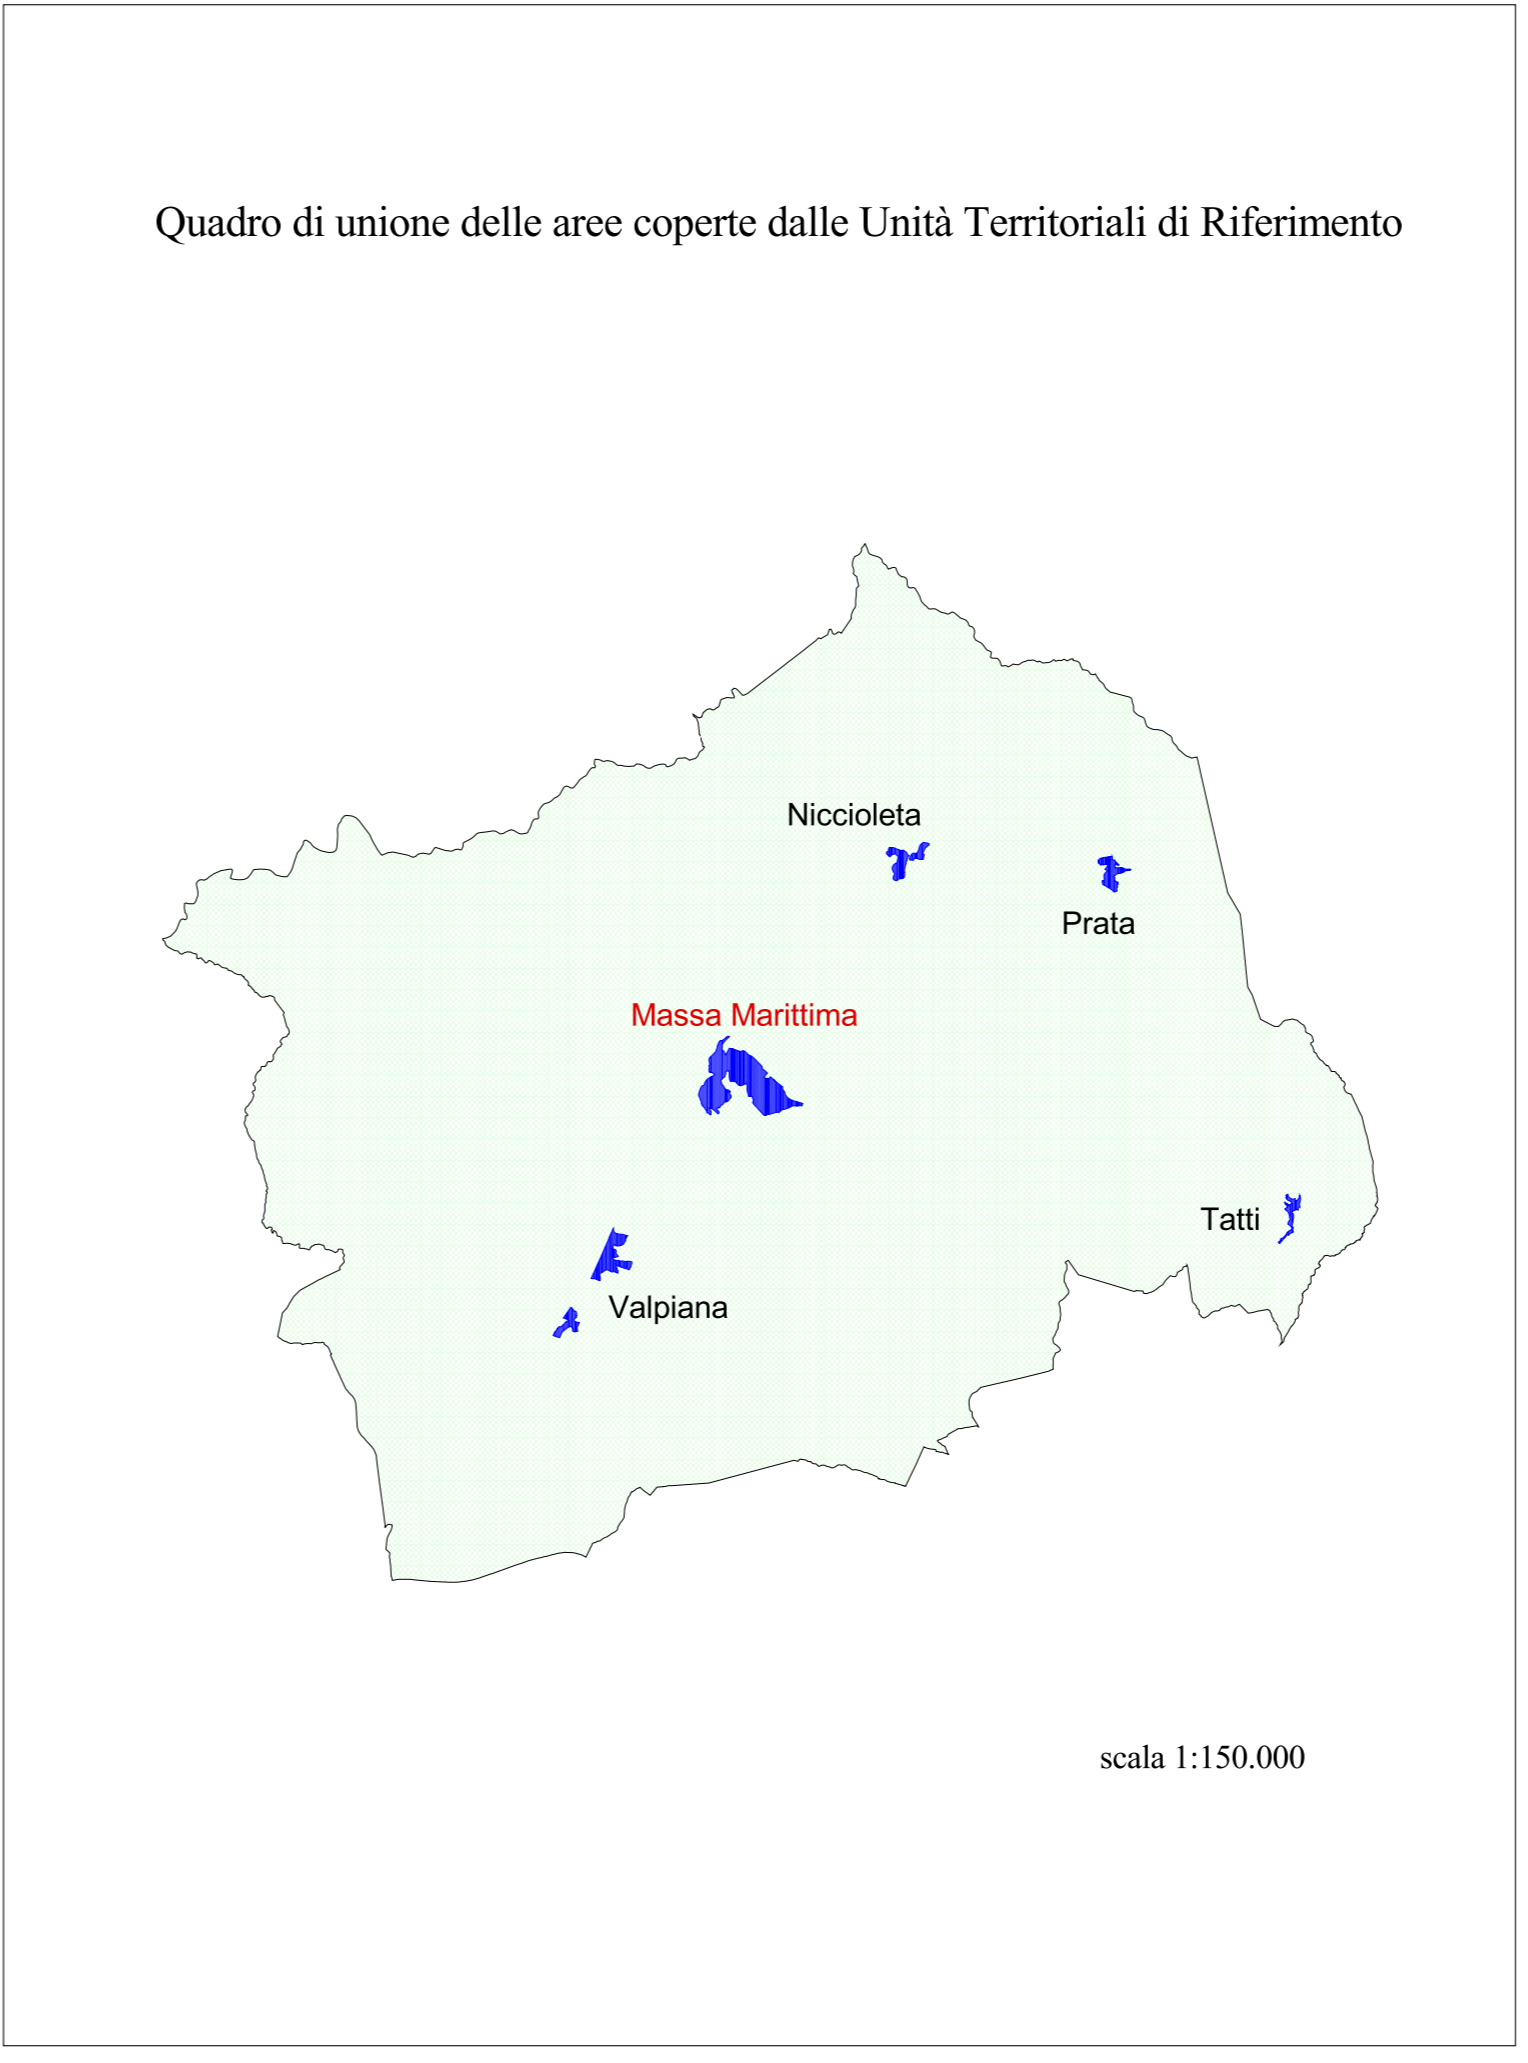 Quadro di unione delle aree coperte dalle Unità Territoriali di Riferimento
Niccioleta
Prata
Massa Marittima
Tatti
Valpiana
scala 1:150.000